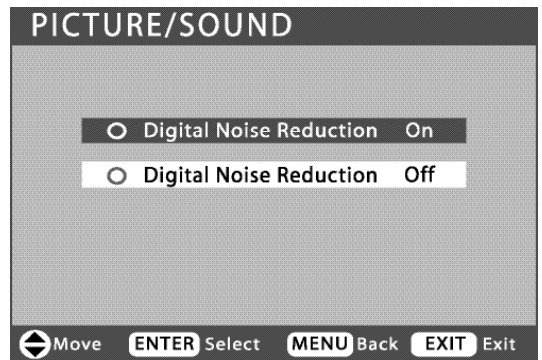 PICTURE/SOUND
Digital Noise Reduction On
Digital Noise Reduction Off
Move ENTER Select MENU Back EXIT Exit